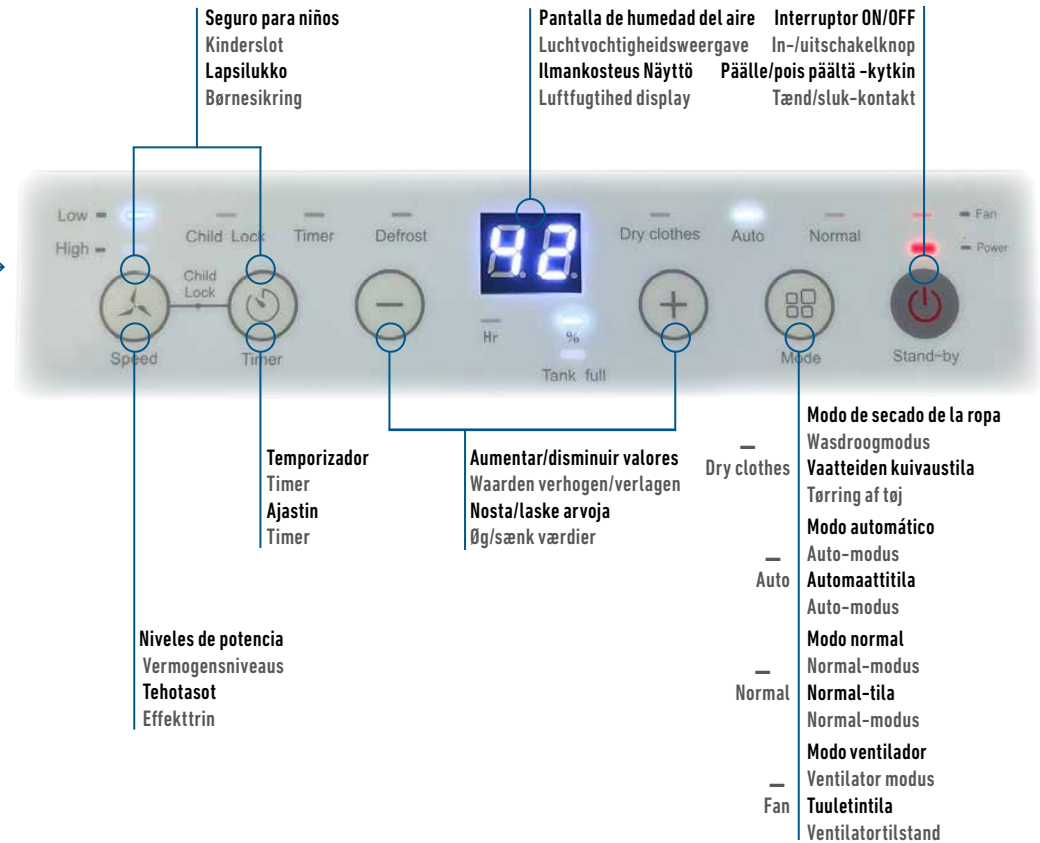 Seguro para niños
Kinderslot
Lapsilukko
Børnesikring
Pantalla de humedad del aire
Luchtvochtigheidsweergave
Ilmankosteus Näyttö
Luftfugtihed display
Interruptor ON/OFF
In-/uitschakelknop
Päälle/pois päältä -kytkin
Tænd/sluk-kontakt
Low
High
Child Lock
Timer
Defrost
42
Dry clothes
Auto
Normal
Fan
Power
Child
Lock
Hr
%
Speed
Timer
Tank full
Mode
Stand-by
Temporizador
Timer
Ajastin
Timer
Aumentar/disminuir valores
Waarden verhogen/verlagen
Nosta/laske arvoja
Øg/sænk værdier
Niveles de potencia
Vermogensniveaus
Tehotasot
Effekttrin
Dry clothes
Modo de secado de la ropa
Wasdroogmodus
Vaatteiden kuivaustila
Tørring af tøj
Auto
Modo automático
Auto-modus
Automaattitila
Auto-modus
Normal
Modo normal
Normal-modus
Normal-tila
Normal-modus
Fan
Modo ventilador
Ventilator modus
Tuuletintila
Ventilatortilstand